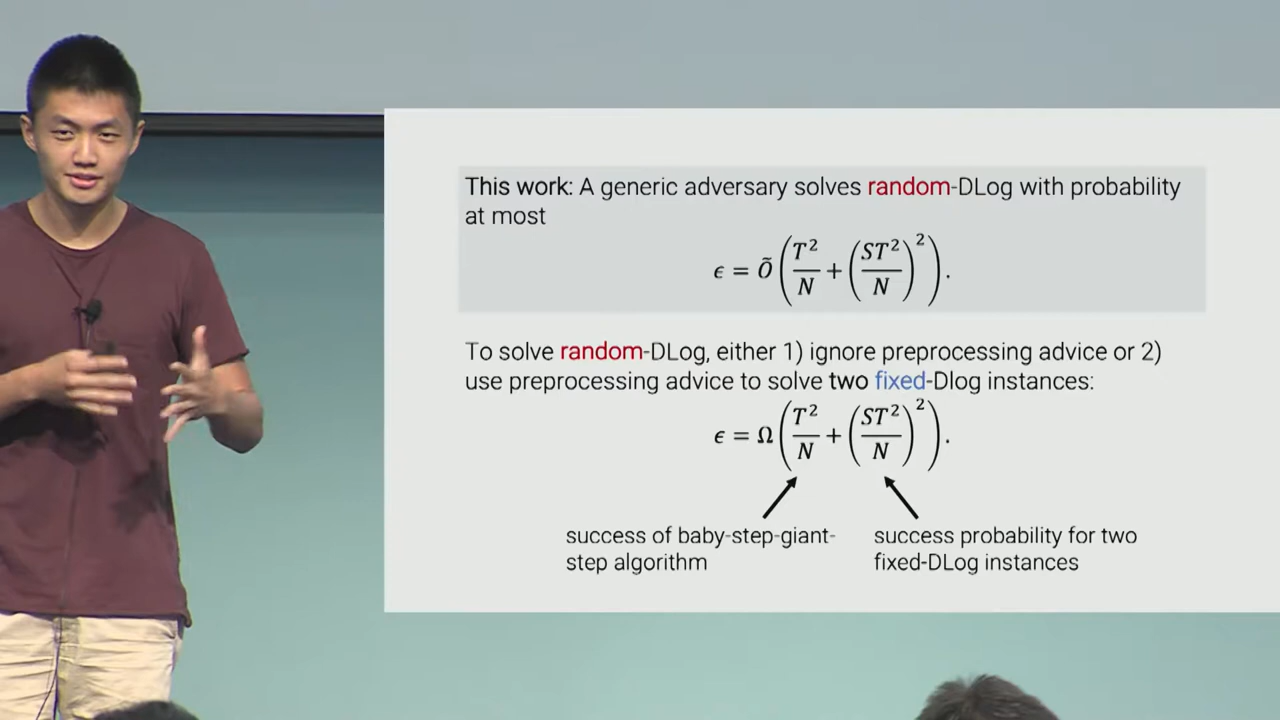 This work: A generic adversary solves random-DLog with probability
at most
ϵ = Õ(T²/N + (ST²/N)²).
To solve random-DLog, either 1) ignore preprocessing advice or 2)
use preprocessing advice to solve two fixed-Dlog instances:
ϵ = Ω(T²/N + (ST²/N)²).
success of baby-step-giant-
step algorithm
success probability for two
fixed-DLog instances